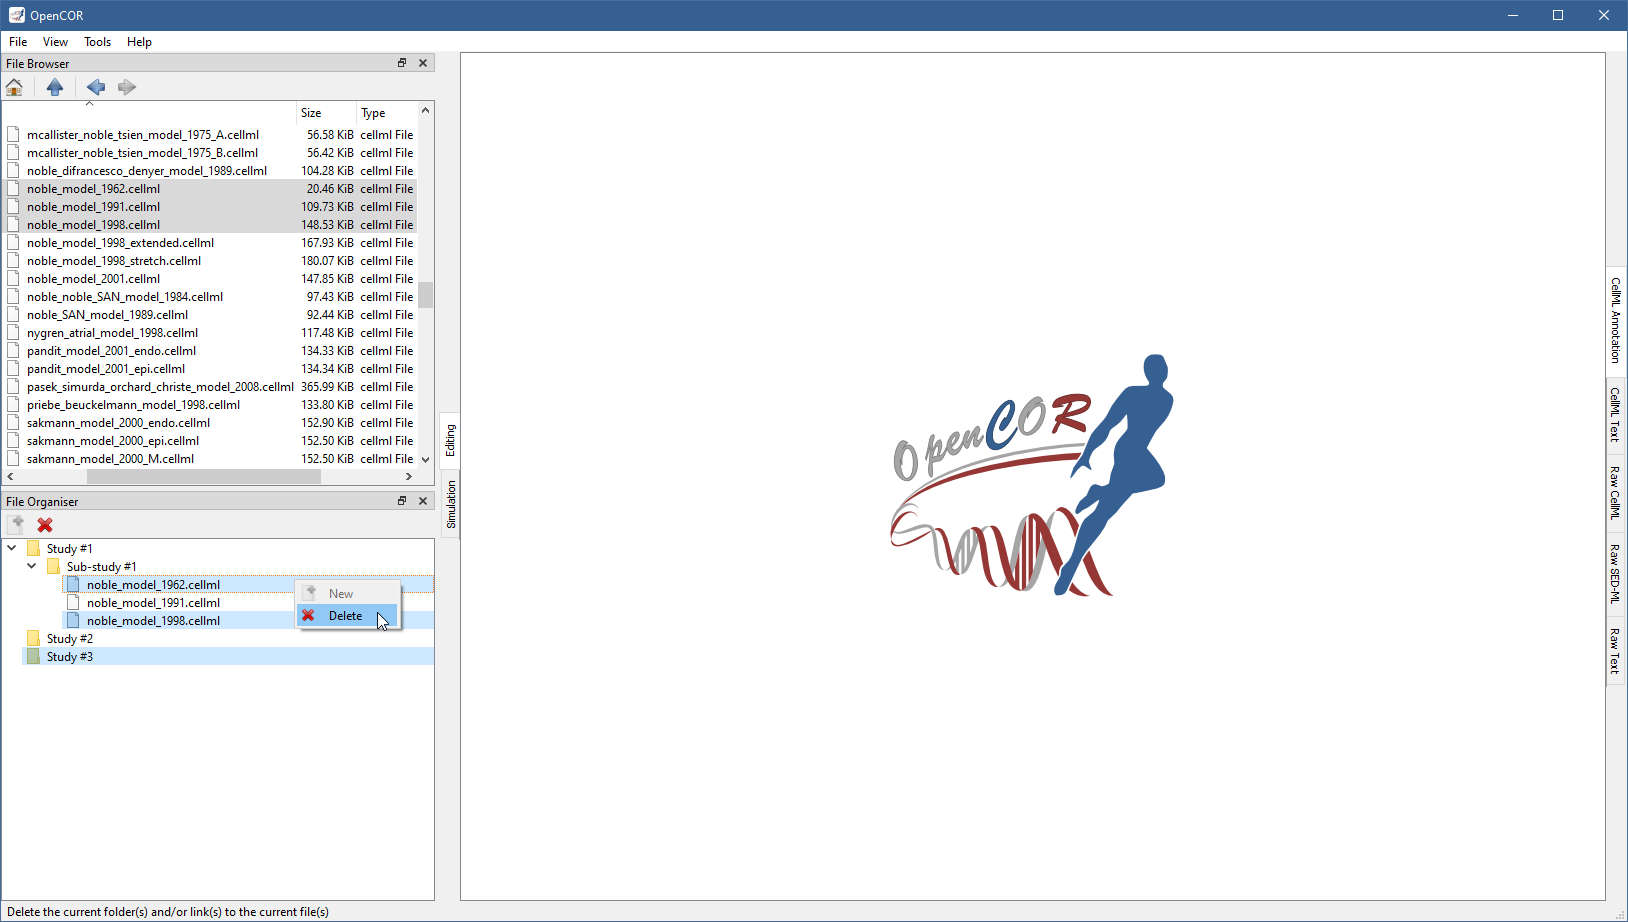 OpenCOR
File View Tools Help
File Browser
Size Type
mcallister_noble_tsien_model_1975_A.cellml 56.58 KiB cellml File
mcallister_noble_tsien_model_1975_B.cellml 56.42 KiB cellml File
noble_difrancesco_denyer_model_1989.cellml 104.28 KiB cellml File
noble_model_1962.cellml 20.46 KiB cellml File
noble_model_1991.cellml 109.73 KiB cellml File
noble_model_1998.cellml 148.53 KiB cellml File
noble_model_1998_extended.cellml 167.93 KiB cellml File
noble_model_1998_stretch.cellml 180.07 KiB cellml File
noble_model_2001.cellml 147.85 KiB cellml File
noble_noble_SAN_model_1984.cellml 97.43 KiB cellml File
noble_SAN_model_1989.cellml 92.44 KiB cellml File
nygren_atrial_model_1998.cellml 117.48 KiB cellml File
pandit_model_2001_endo.cellml 134.33 KiB cellml File
pandit_model_2001_epi.cellml 134.34 KiB cellml File
pasek_simurda_orchard_christe_model_2008.cellml 365.99 KiB cellml File
priebe_beuckelmann_model_1998.cellml 133.80 KiB cellml File
sakmann_model_2000_endo.cellml 152.90 KiB cellml File
sakmann_model_2000_epi.cellml 152.50 KiB cellml File
sakmann_model_2000_M.cellml 152.50 KiB cellml File
File Organiser
Study #1
Sub-study #1
noble_model_1962.cellml
noble_model_1991.cellml
noble_model_1998.cellml
Study #2
Study #3
New
Delete
Editing
Simulation
OpenCOR
CellML Annotation
CellML Text
Raw CellML
Raw SED-ML
Raw Text
Delete the current folder(s) and/or link(s) to the current file(s)